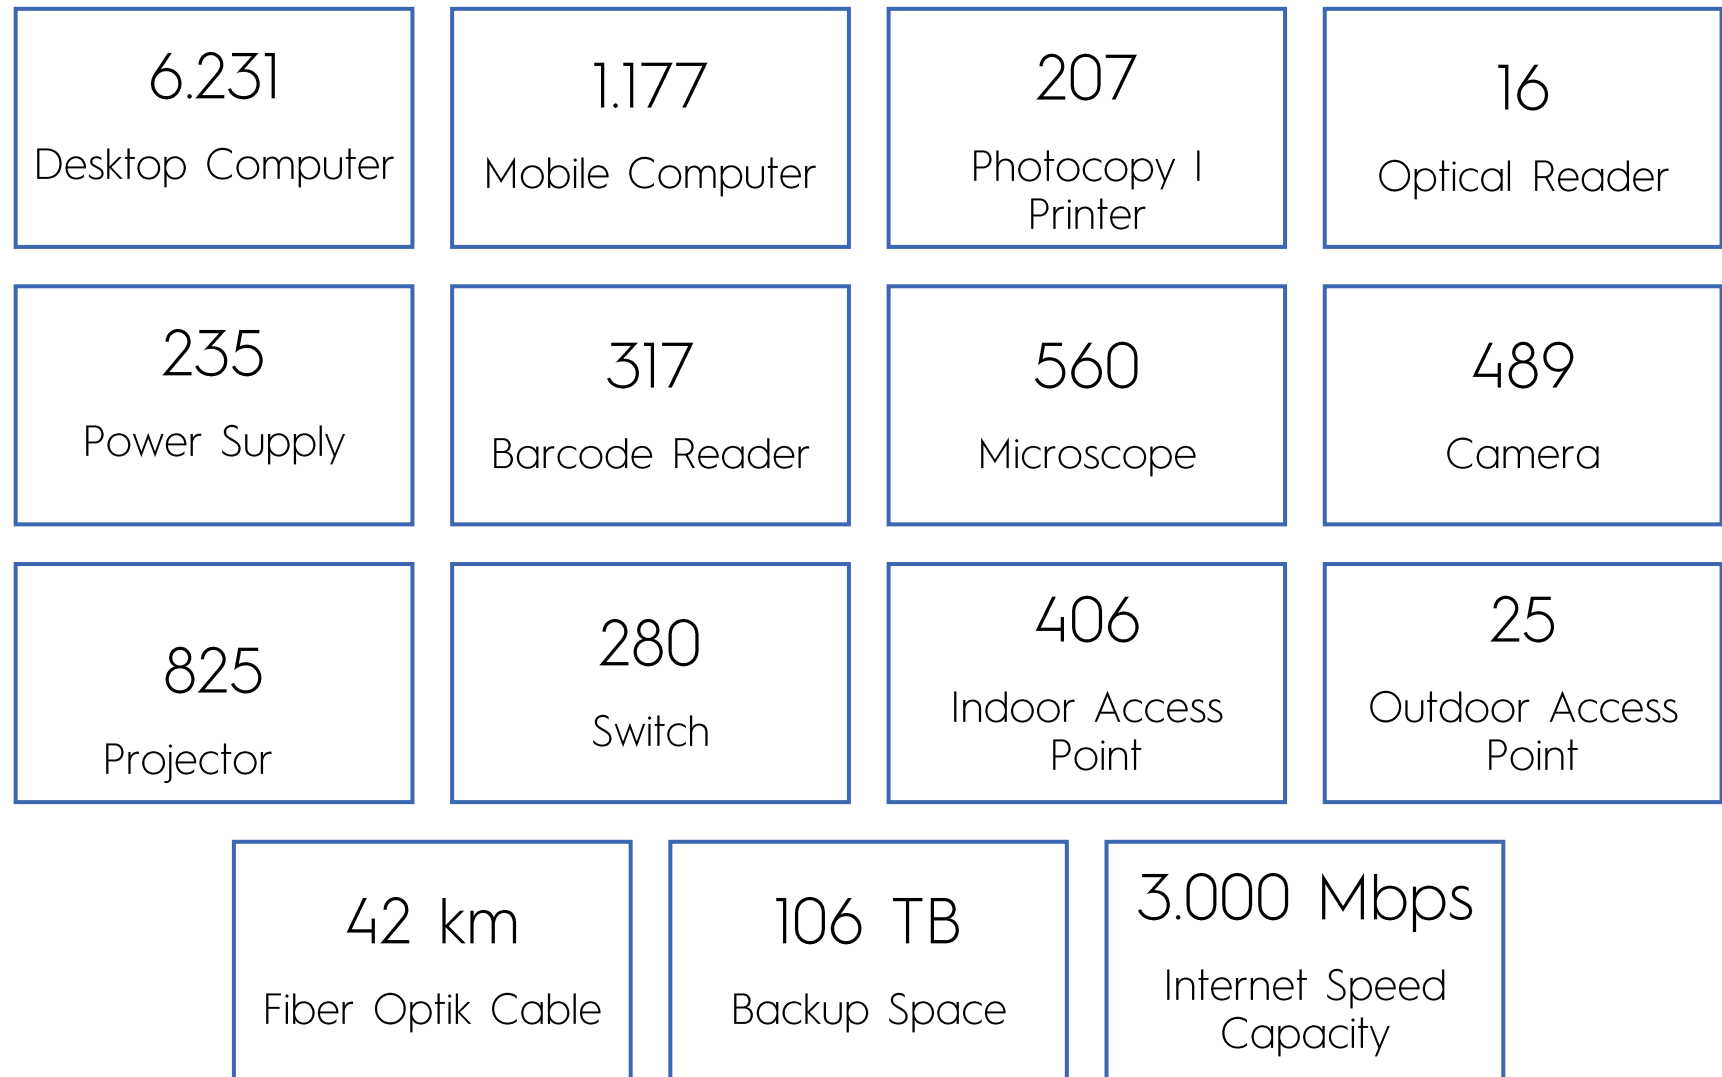 6.231
Desktop Computer
1.177
Mobile Computer
207
Photocopy I
Printer
16
Optical Reader
235
Power Supply
317
Barcode Reader
560
Microscope
489
Camera
825
Projector
280
Switch
406
Indoor Access
Point
25
Outdoor Access
Point
42 km
Fiber Optik Cable
106 TB
Backup Space
3.000 Mbps
Internet Speed
Capacity